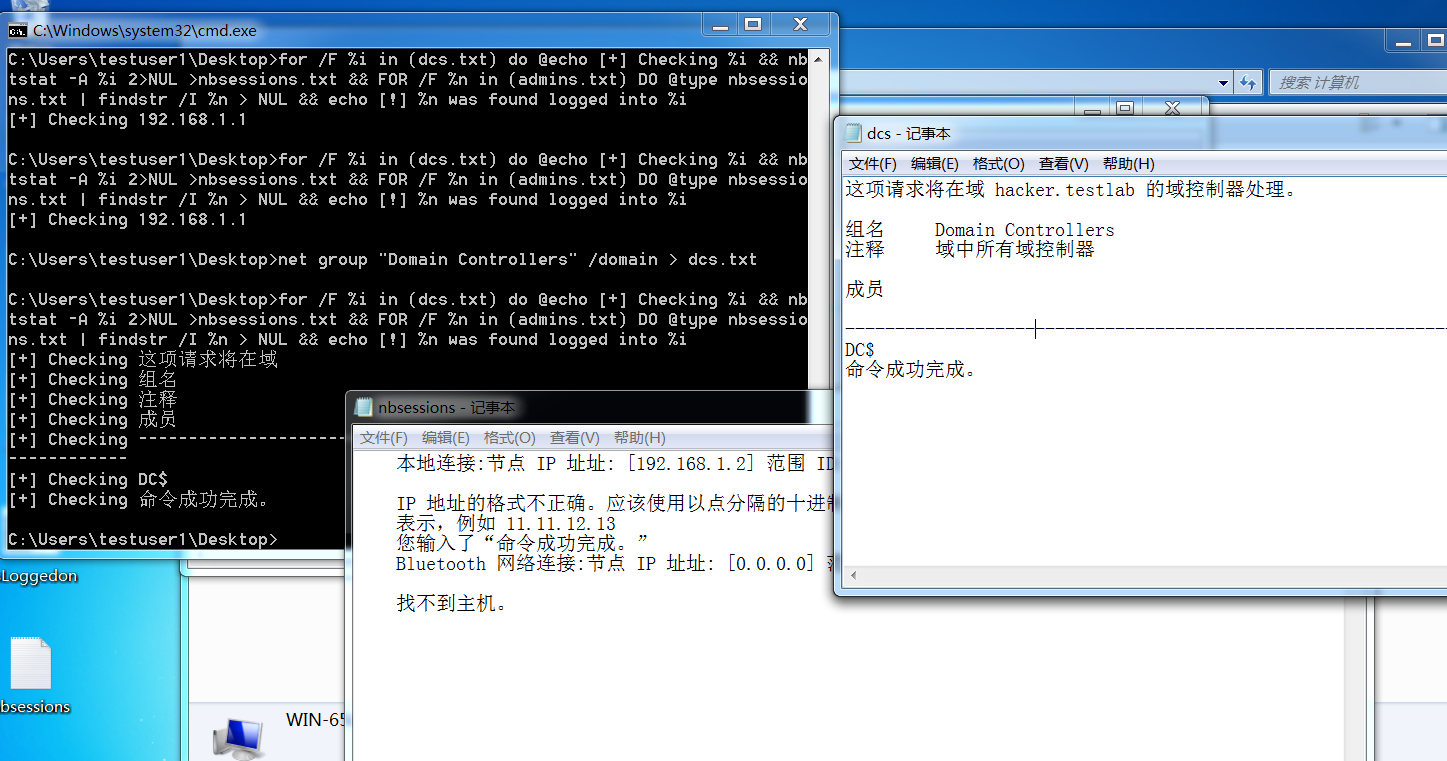 C:\Windows\system32\cmd.exe
C:\Users\testuser1\Desktop>for /F %i in (dcs.txt) do @echo [+] Checking %i && nb
tstat -A %i 2>NUL >nbsessions.txt && FOR /F %n in (admins.txt) DO @type nbsessio
ns.txt | findstr /I %n > NUL && echo [!] %n was found logged into %i
[+] Checking 192.168.1.1
C:\Users\testuser1\Desktop>for /F %i in (dcs.txt) do @echo [+] Checking %i && nb
tstat -A %i 2>NUL >nbsessions.txt && FOR /F %n in (admins.txt) DO @type nbsessio
ns.txt | findstr /I %n > NUL && echo [!] %n was found logged into %i
[+] Checking 192.168.1.1
C:\Users\testuser1\Desktop>net group "Domain Controllers" /domain > dcs.txt
C:\Users\testuser1\Desktop>for /F %i in (dcs.txt) do @echo [+] Checking %i && nb
tstat -A %i 2>NUL >nbsessions.txt && FOR /F %n in (admins.txt) DO @type nbsessio
ns.txt | findstr /I %n > NUL && echo [!] %n was found logged into %i
[+] Checking 这项请求将在域
[+] Checking 组名
[+] Checking 注释
[+] Checking 成员
[+] Checking ---------------------
------------
[+] Checking DC$
[+] Checking 命令成功完成。
C:\Users\testuser1\Desktop>
搜索 计算机
dcs - 记事本
文件(F) 编辑(E) 格式(O) 查看(V) 帮助(H)
这项请求将在域 hacker.testlab 的域控制器处理。
组名 Domain Controllers
注释 域中所有域控制器
成员
-------------------------------------------------------------
DC$
命令成功完成。
nbsessions - 记事本
文件(F) 编辑(E) 格式(O) 查看(V) 帮助(H)
本地连接:节点 IP 址址: [192.168.1.2] 范围 ID
IP 地址的格式不正确。应该使用以点分隔的十进制
表示，例如 11.11.12.13
您输入了“命令成功完成。”
Bluetooth 网络连接:节点 IP 址址: [0.0.0.0]
找不到主机。
Loggedon
bsessions
WIN-65